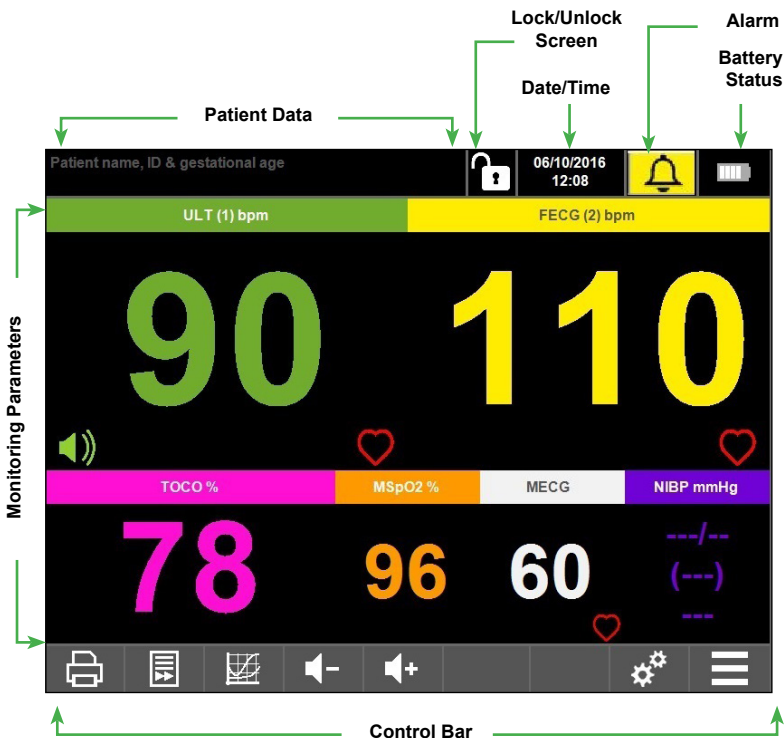 Lock/Unlock
Screen
Alarm
Battery
Status
Date/Time
Patient Data
Patient name, ID & gestational age
06/10/2016
12:08
ULT (1) bpm
FECG (2) bpm
90
110
Monitoring Parameters
TOCO %
MSpO2 %
MECG
NIBP mmHg
78
96
60
---/--
(---)
---
Control Bar